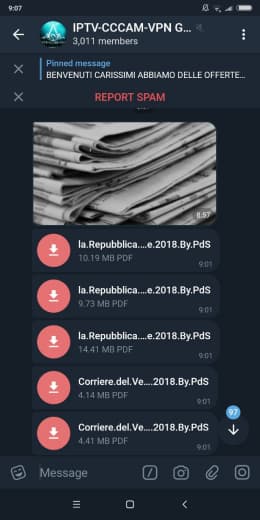 9:07
IPTV-CCCAM-VPN G...
3,011 members
Pinned message
BENVENUTI CARISSIMI ABBIAMO DELLE OFFERTE...
REPORT SPAM
8:57
la.Repubblica....e.2018.By.PdS
10.19 MB PDF
9:01
la.Repubblica....e.2018.By.PdS
9.73 MB PDF
9:01
la.Repubblica....e.2018.By.PdS
14.41 MB PDF
9:01
Corriere.del.Ve....2018.By.PdS
4.14 MB PDF
9:01
97
Corriere.del.Ve....2018.By.PdS
4.41 MB PDF
9:01
Message